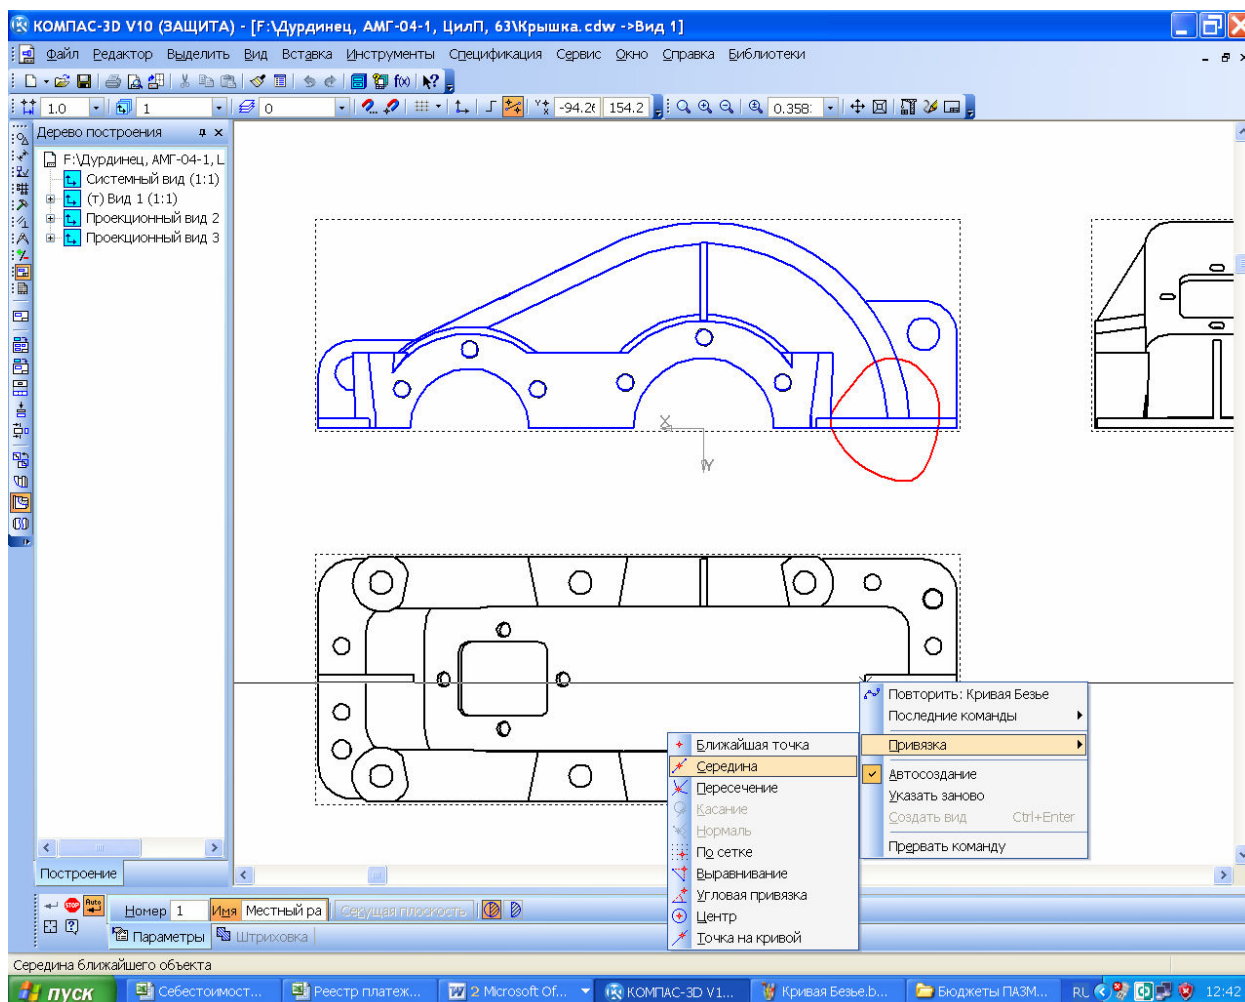 КОМПАС-3D V10 (ЗАЩИТА) - [F:\Дурдинец, АМГ-04-1, ЦилП, 63\Крышка.cdw ->Вид 1]
Файл Редактор Выделить Вид Вставка Инструменты Спецификация Сервис Окно Справка Библиотеки
f(x)
1.0 1 0 -94.26 154.2 0.358:
Дерево построения
F:\Дурдинец, АМГ-04-1, L
Системный вид (1:1)
(т) Вид 1 (1:1)
Проекционный вид 2
Проекционный вид 3
X
Y
Повторить: Кривая Безье
Последние команды
Привязка
Автосоздание
Указать заново
Создать вид Ctrl+Enter
Прервать команду
Ближайшая точка
Середина
Пересечение
Касание
Нормаль
По сетке
Выравнивание
Угловая привязка
Центр
Точка на кривой
Построение
STOP Auto Номер 1 Имя Местный ра Секущая плоскость
Параметры Штриховка
Середина ближайшего объекта
пуск Себестоимост... Реестр платеж... 2 Microsoft Of... КОМПАС-3D V1... Кривая Безье.b... Бюджеты ПАЗМ... RU 12:42